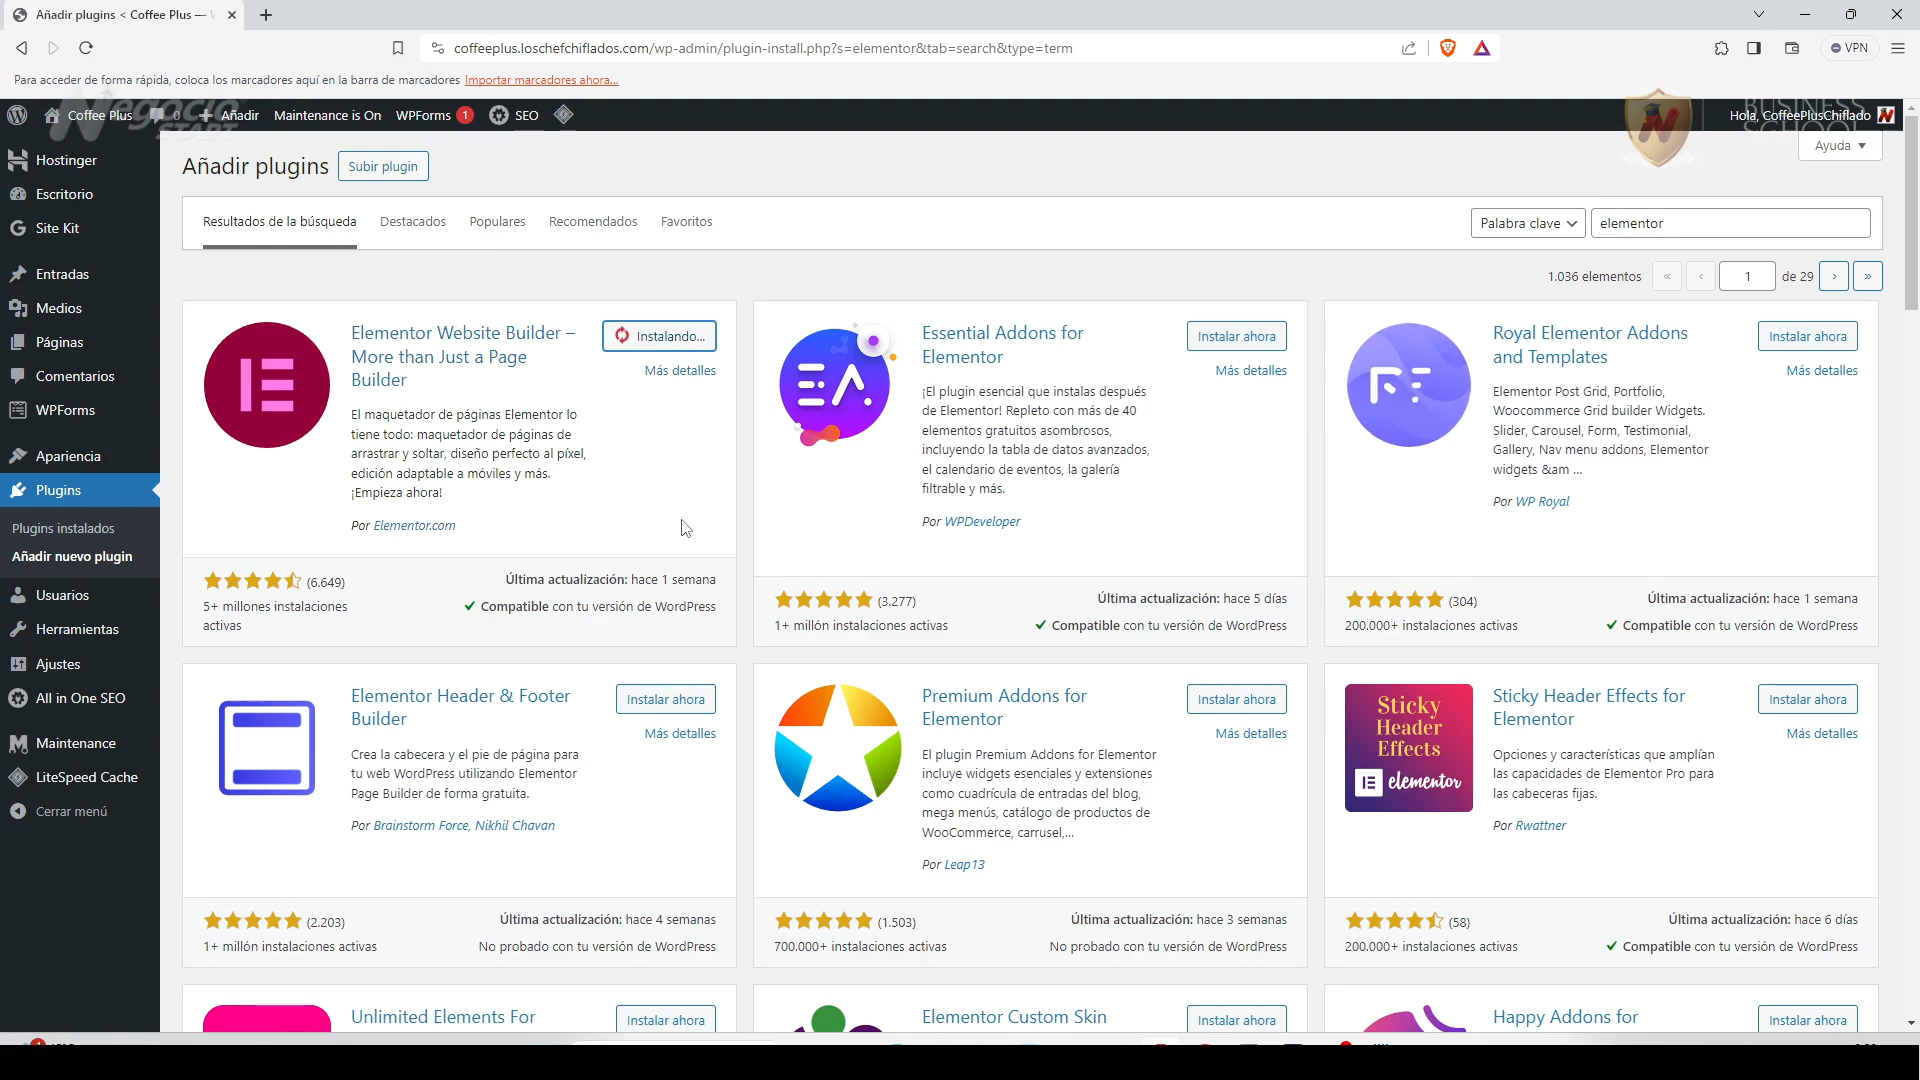 Añadir plugins < Coffee Plus —
coffeeplus.loschefchiflados.com/wp-admin/plugin-install.php?s=elementor&tab=search&type=term
VPN
Para acceder de forma rápida, coloca los marcadores aquí en la barra de marcadores Importar marcadores ahora...
Coffee Plus 0 Añadir Maintenance is On WPForms 1 SEO
Hola, CoffeePlusChiflado
Negocio
START
BUSINESS
SCHOOL
Ayuda
Hostinger
Escritorio
Site Kit
Entradas
Medios
Páginas
Comentarios
WPForms
Apariencia
Plugins
Plugins instalados
Añadir nuevo plugin
Usuarios
Herramientas
Ajustes
All in One SEO
Maintenance
LiteSpeed Cache
Cerrar menú
Añadir plugins Subir plugin
Resultados de la búsqueda Destacados Populares Recomendados Favoritos
Palabra clave elementor
1.036 elementos « ‹ 1 de 29 › »
Elementor Website Builder –
More than Just a Page
Builder
Instalando...
Más detalles
El maquetador de páginas Elementor lo
tiene todo: maquetador de páginas de
arrastrar y soltar, diseño perfecto al píxel,
edición adaptable a móviles y más.
¡Empieza ahora!
Por Elementor.com
(6.649)
5+ millones instalaciones
activas
Última actualización: hace 1 semana
Compatible con tu versión de WordPress
Essential Addons for
Elementor
Instalar ahora
Más detalles
¡El plugin esencial que instalas después
de Elementor! Repleto con más de 40
elementos gratuitos asombrosos,
incluyendo la tabla de datos avanzados,
el calendario de eventos, la galería
filtrable y más.
Por WPDeveloper
(3.277)
1+ millón instalaciones activas
Última actualización: hace 5 días
Compatible con tu versión de WordPress
Royal Elementor Addons
and Templates
Instalar ahora
Más detalles
Elementor Post Grid, Portfolio,
Woocommerce Grid builder Widgets.
Slider, Carousel, Form, Testimonial,
Gallery, Nav menu addons, Elementor
widgets &am ...
Por WP Royal
(304)
200.000+ instalaciones activas
Última actualización: hace 1 semana
Compatible con tu versión de WordPress
Elementor Header & Footer
Builder
Instalar ahora
Más detalles
Crea la cabecera y el pie de página para
tu web WordPress utilizando Elementor
Page Builder de forma gratuita.
Por Brainstorm Force, Nikhil Chavan
(2.203)
1+ millón instalaciones activas
Última actualización: hace 4 semanas
No probado con tu versión de WordPress
Premium Addons for
Elementor
Instalar ahora
Más detalles
El plugin Premium Addons for Elementor
incluye widgets esenciales y extensiones
como cuadrícula de entradas del blog,
mega menús, catálogo de productos de
WooCommerce, carrusel,...
Por Leap13
(1.503)
700.000+ instalaciones activas
Última actualización: hace 3 semanas
No probado con tu versión de WordPress
Sticky
Header
Effects
for
elementor
Sticky Header Effects for
Elementor
Instalar ahora
Más detalles
Opciones y características que amplían
las capacidades de Elementor Pro para
las cabeceras fijas.
Por Rwattner
(58)
200.000+ instalaciones activas
Última actualización: hace 6 días
Compatible con tu versión de WordPress
Unlimited Elements For
Instalar ahora
Elementor Custom Skin
Instalar ahora
Happy Addons for
Instalar ahora